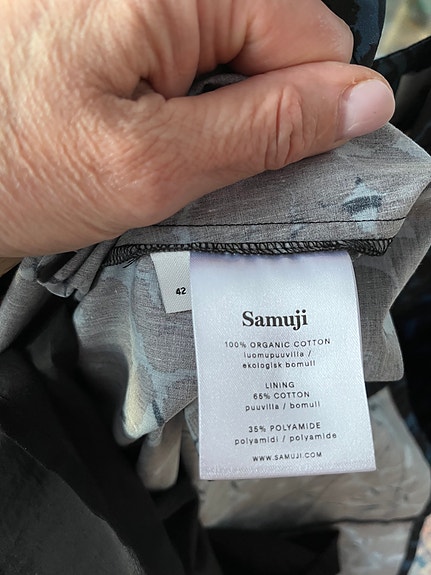 42
Samuji
100% ORGANIC COTTON
luomupuuvilla /
ekologisk bomull
LINING
65% COTTON
puuvilla / bomull
35% POLYAMIDE
polyamidi / polyamide
WWW.SAMUJI.COM